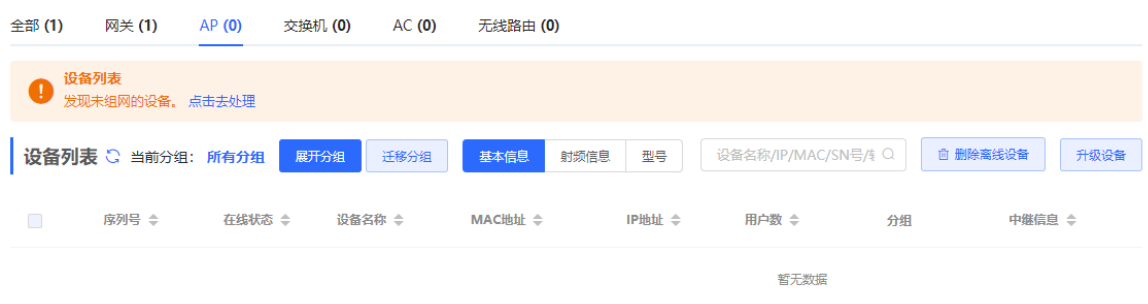 全部 (1) 网关 (1) AP (0) 交换机 (0) AC (0) 无线路由 (0)
设备列表
发现未组网的设备。 点击去处理
设备列表 当前分组： 所有分组 展开分组 迁移分组 基本信息 射频信息 型号 设备名称/IP/MAC/SN号/ 删除离线设备 升级设备
序列号 在线状态 设备名称 MAC地址 IP地址 用户数 分组 中继信息
暂无数据